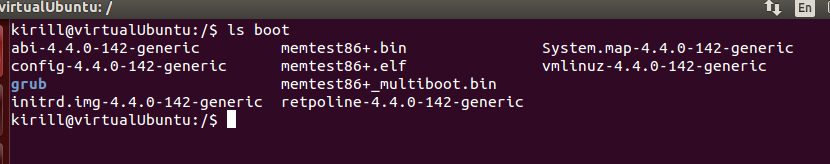 virtualUbuntu: /
En
kirill@virtualUbuntu:/$ ls boot
abi-4.4.0-142-generic memtest86+.bin System.map-4.4.0-142-generic
config-4.4.0-142-generic memtest86+.elf vmlinuz-4.4.0-142-generic
grub memtest86+_multiboot.bin
initrd.img-4.4.0-142-generic retpoline-4.4.0-142-generic
kirill@virtualUbuntu:/$